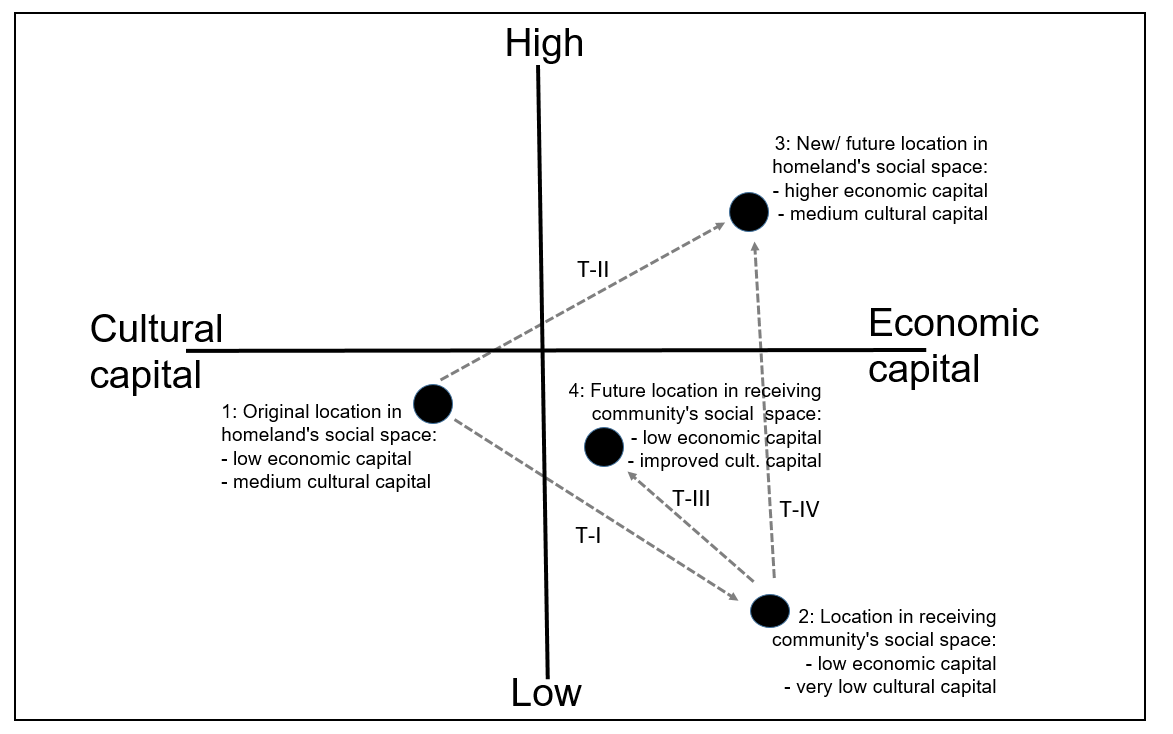 High
3: New/ future location in
homeland's social space:
- higher economic capital
- medium cultural capital
T-II
Cultural
capital
Economic
capital
1: Original location in
homeland's social space:
- low economic capital
- medium cultural capital
4: Future location in receiving
community's social space:
- low economic capital
- improved cult. capital
T-III
T-IV
T-I
2: Location in receiving
community's social space:
- low economic capital
- very low cultural capital
Low